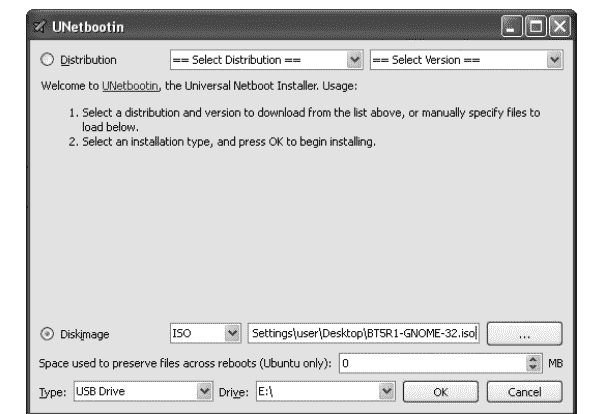 UNetbootin
Distribution == Select Distribution == == Select Version ==
Welcome to UNetbootin, the Universal Netboot Installer. Usage:
1. Select a distribution and version to download from the list above, or manually specify files to
load below.
2. Select an installation type, and press OK to begin installing.
Diskimage ISO Settings\user\Desktop\BT5R1-GNOME-32.iso ...
Space used to preserve files across reboots (Ubuntu only): 0 MB
Type: USB Drive Drive: E:\ OK Cancel